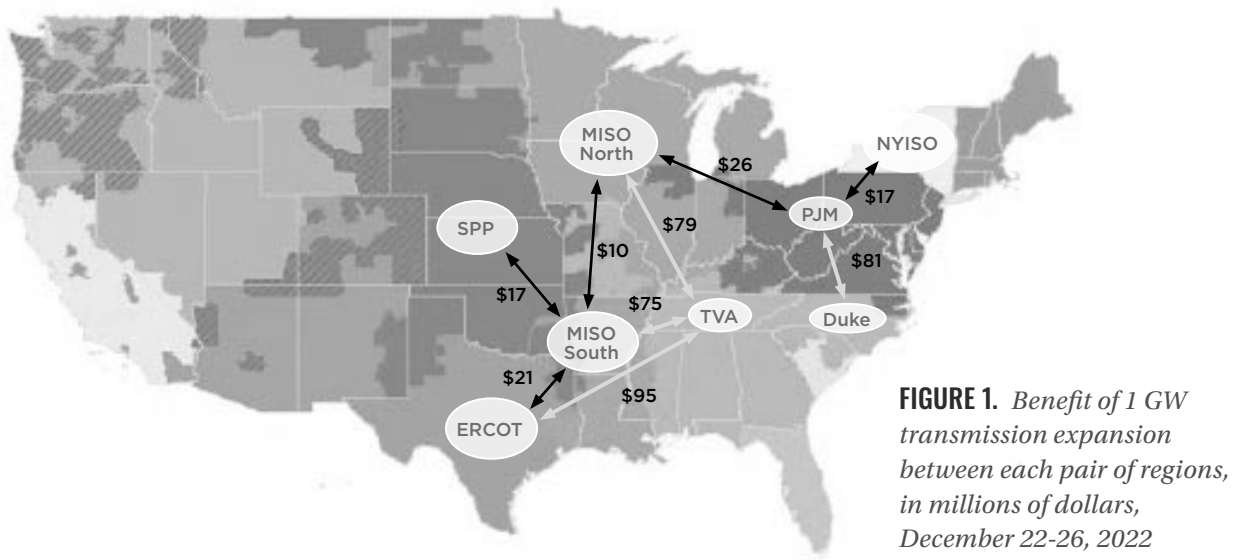 MISO
North
NYISO
$26
$17
PJM
SPP
$79
$10
$81
$17
$75
TVA
Duke
MISO
South
$21
$95
ERCOT
FIGURE 1. Benefit of 1 GW
transmission expansion
between each pair of regions,
in millions of dollars,
December 22-26, 2022